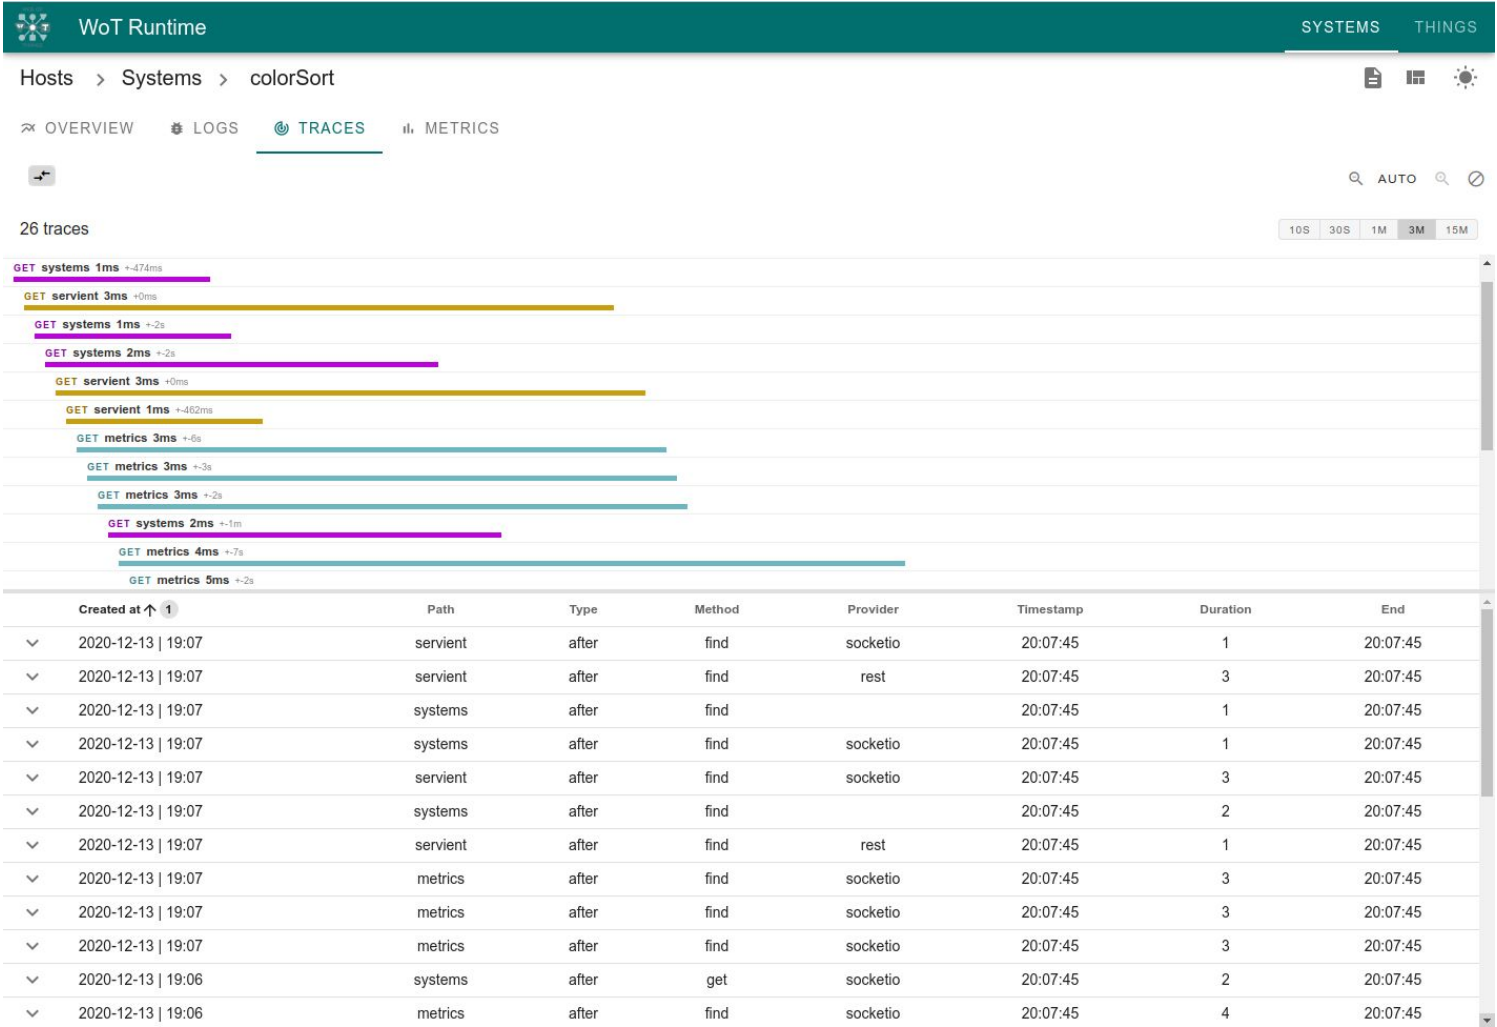 WoT Runtime SYSTEMS THINGS
Hosts > Systems > colorSort
OVERVIEW LOGS TRACES METRICS
AUTO
26 traces 10S 30S 1M 3M 15M
GET systems 1ms +-474ms
GET servient 3ms +0ms
GET systems 1ms +-2s
GET systems 2ms +-2s
GET servient 3ms +0ms
GET servient 1ms +-462ms
GET metrics 3ms +-6s
GET metrics 3ms +-3s
GET metrics 3ms +-2s
GET systems 2ms +-1m
GET metrics 4ms +-7s
GET metrics 5ms +-2s
Created at 1 Path Type Method Provider Timestamp Duration End
2020-12-13 | 19:07 servient after find socketio 20:07:45 1 20:07:45
2020-12-13 | 19:07 servient after find rest 20:07:45 3 20:07:45
2020-12-13 | 19:07 systems after find 20:07:45 1 20:07:45
2020-12-13 | 19:07 systems after find socketio 20:07:45 1 20:07:45
2020-12-13 | 19:07 servient after find socketio 20:07:45 3 20:07:45
2020-12-13 | 19:07 systems after find 20:07:45 2 20:07:45
2020-12-13 | 19:07 servient after find rest 20:07:45 1 20:07:45
2020-12-13 | 19:07 metrics after find socketio 20:07:45 3 20:07:45
2020-12-13 | 19:07 metrics after find socketio 20:07:45 3 20:07:45
2020-12-13 | 19:07 metrics after find socketio 20:07:45 3 20:07:45
2020-12-13 | 19:06 systems after get socketio 20:07:45 2 20:07:45
2020-12-13 | 19:06 metrics after find socketio 20:07:45 4 20:07:45